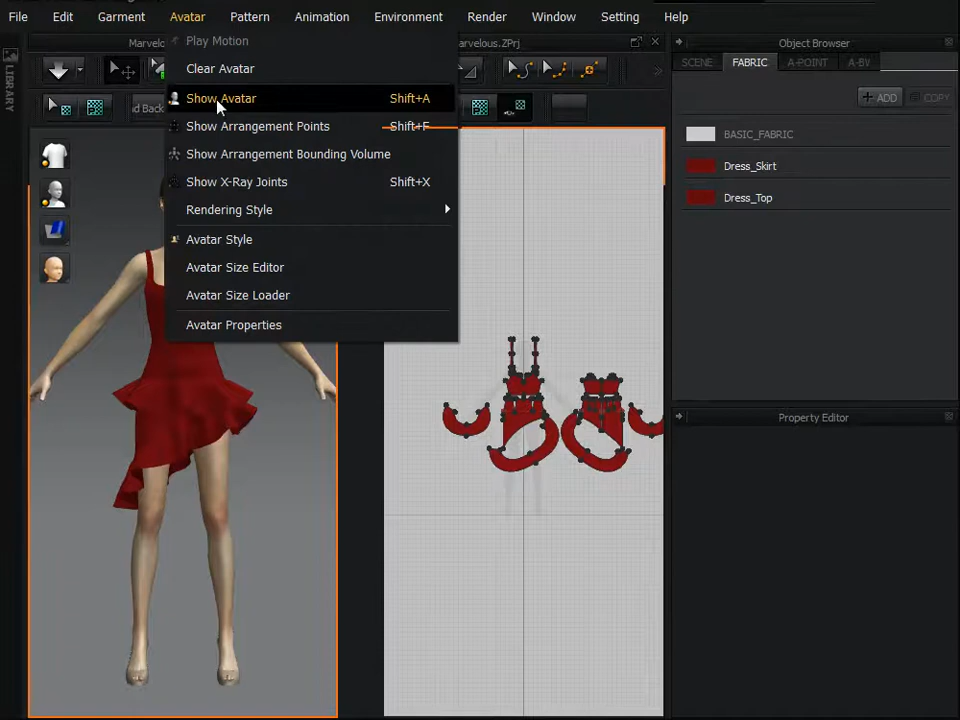 File Edit Garment Avatar Pattern Animation Environment Render Window Setting Help
Marvelo
arvelous.ZPrj
Object Browser
Play Motion
Clear Avatar
Show Avatar Shift+A
Show Arrangement Points Shift+F
Show Arrangement Bounding Volume
Show X-Ray Joints Shift+X
Rendering Style
Avatar Style
Avatar Size Editor
Avatar Size Loader
Avatar Properties
LIBRARY
ad Back
SCENE FABRIC A-POINT A-BV
+ ADD COPY
BASIC_FABRIC
Dress_Skirt
Dress_Top
Property Editor